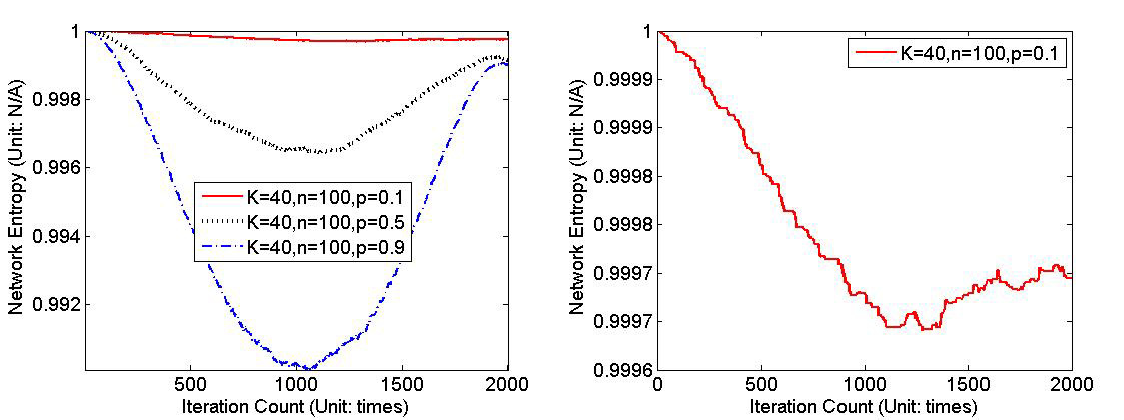 1
0.998
0.996
0.994
0.992
Network Entropy (Unit: N/A)
K=40,n=100,p=0.1
K=40,n=100,p=0.5
K=40,n=100,p=0.9
500
1000
1500
2000
Iteration Count (Unit: times)
1
0.9999
0.9999
0.9998
0.9998
0.9997
0.9997
0.9996
Network Entropy (Unit: N/A)
K=40,n=100,p=0.1
0
500
1000
1500
2000
Iteration Count (Unit: times)